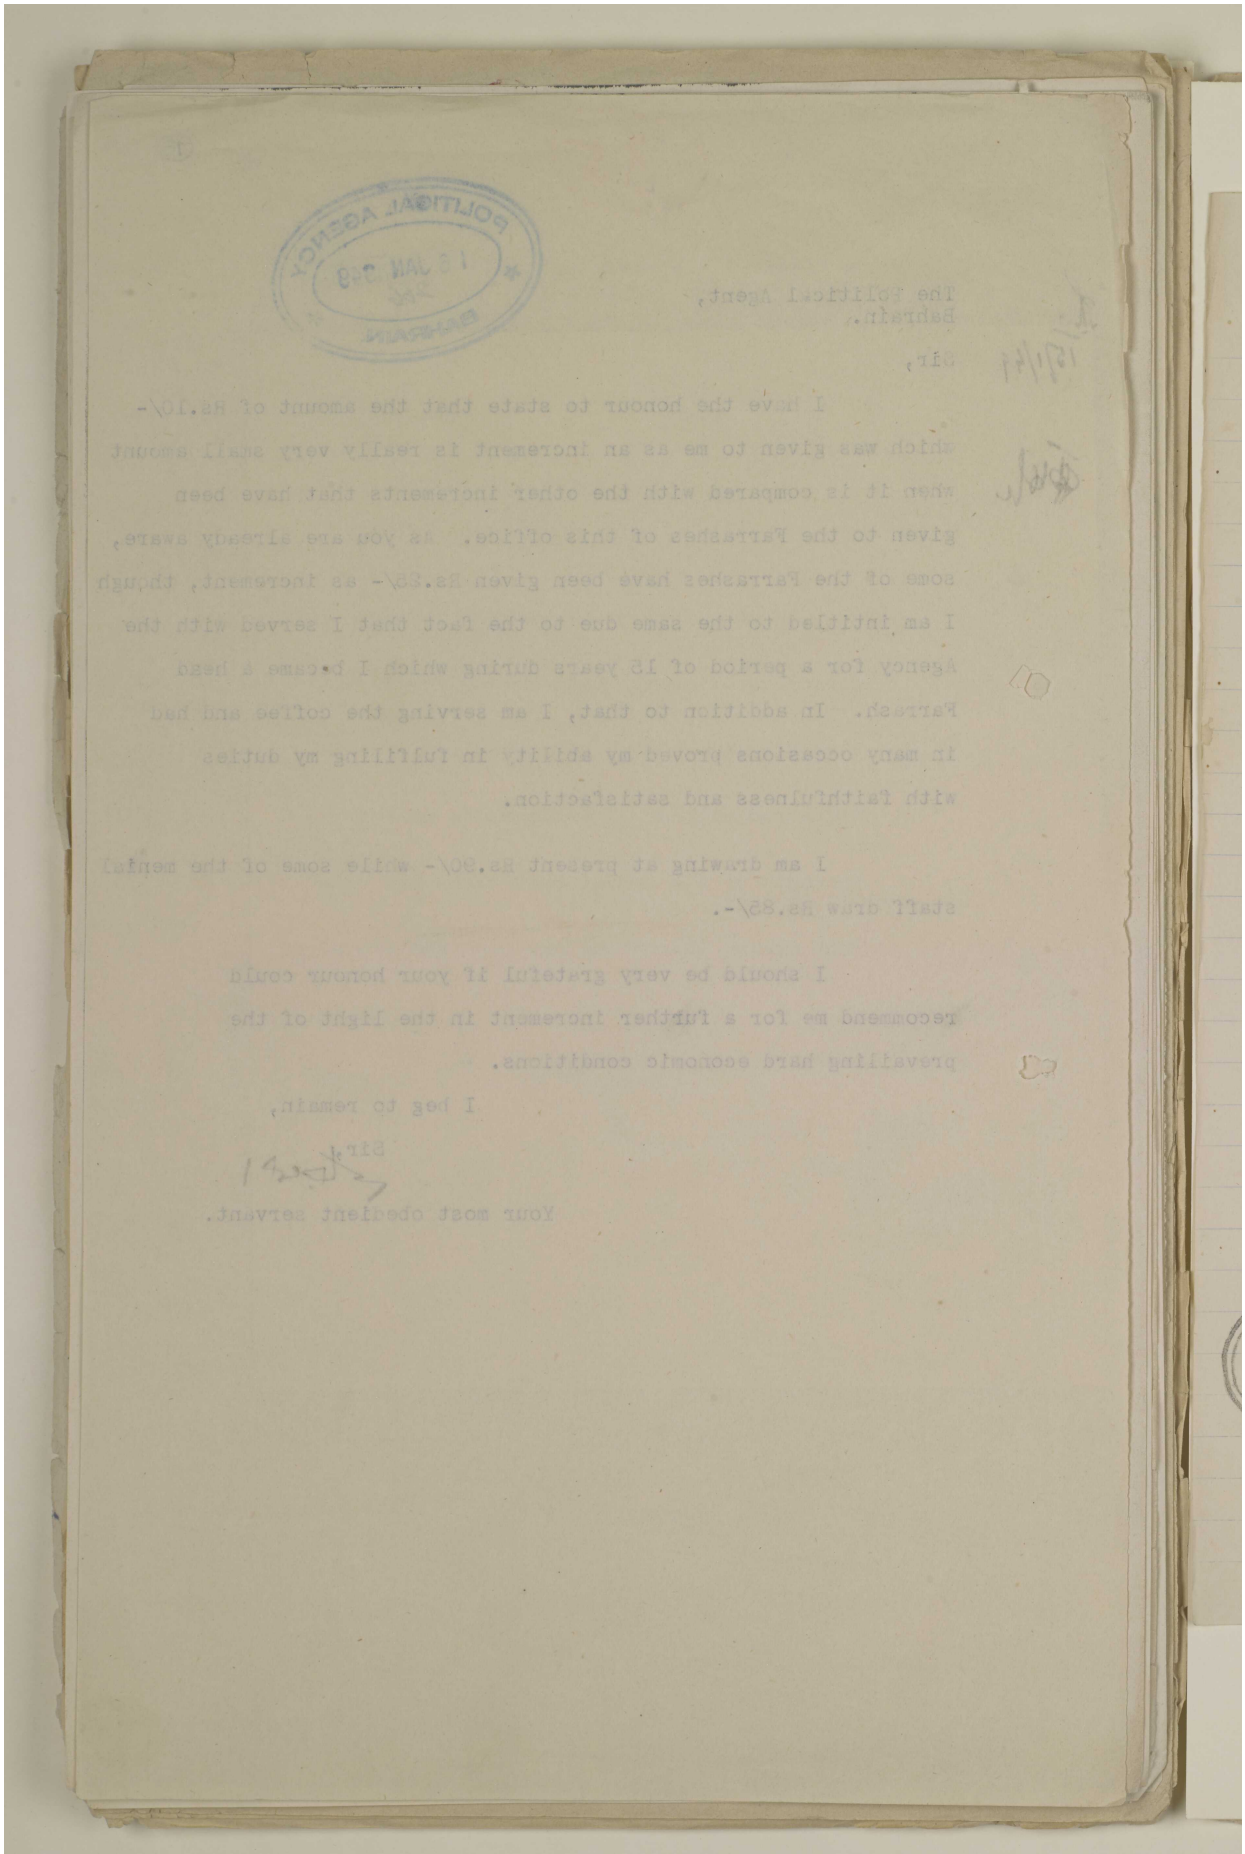 POLITICAL AGENCY
BAHRAIN
The Political Agent,
Bahrain.
Sir,
I have the honour to state that the amount of Rs.10/-
which was given to me as an increment is really very small amount
when it is compared with the other increments that have been
given to the Farrashes of this office. As you are already aware,
some of the Farrashes have been given Rs.25/- as increment, though
I am intitled to the same due to the fact that I served with the
Agency for a period of 15 years during which I became a head
Farrash. In addition to that, I am serving the coffee and had
in many occasions proved my ability in fulfiling my duties
with faithfulness and satisfaction.
I am drawing at present Rs.90/- while some of the menial
staff draw Rs.85/-.
I should be very grateful if your honour could
recommend me for a further increment in the light of the
prevailing hard economic conditions.
I beg to remain,
Sir,
Your most obedient servant.